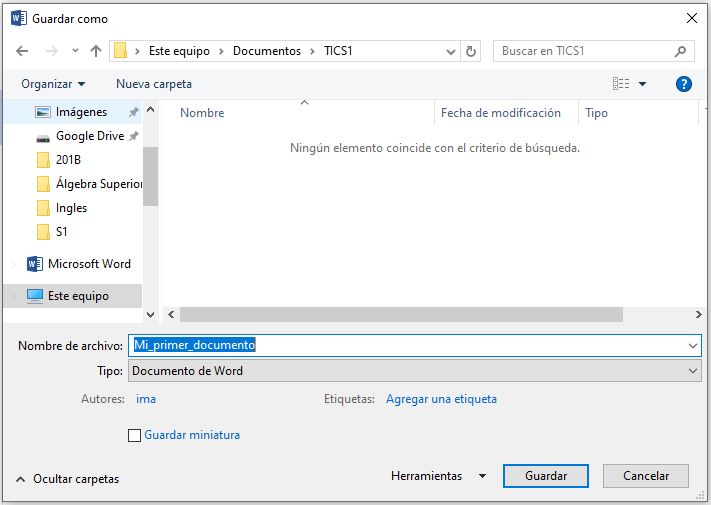 Guardar como
Este equipo Documentos TICS1
Buscar en TICS1
Organizar Nueva carpeta
Imágenes
Google Drive
201B
Álgebra Superior
Ingles
S1
Microsoft Word
Este equipo
Nombre Fecha de modificación Tipo
Ningún elemento coincide con el criterio de búsqueda.
Nombre de archivo: Mi_primer_documento
Tipo: Documento de Word
Autores: ima Etiquetas: Agregar una etiqueta
Guardar miniatura
Ocultar carpetas Herramientas Guardar Cancelar